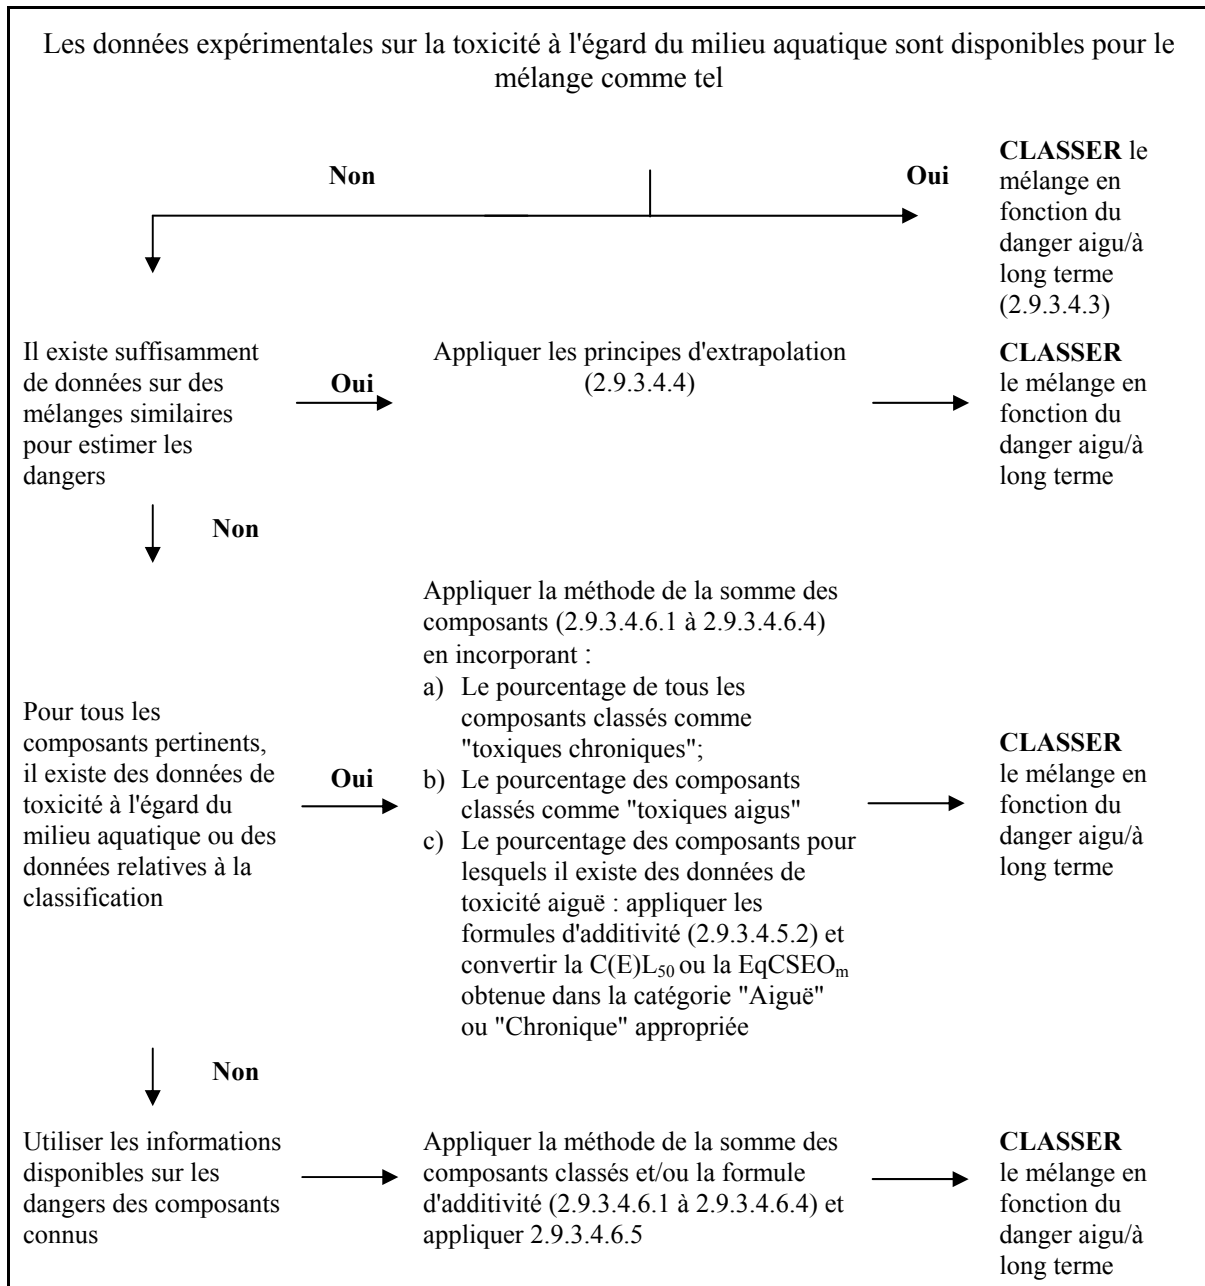 Les données expérimentales sur la toxicité à l'égard du milieu aquatique sont disponibles pour le
mélange comme tel
Non
Oui
CLASSER le
mélange en
fonction du
danger aigu/à
long terme
(2.9.3.4.3)
Il existe suffisamment
de données sur des
mélanges similaires
pour estimer les
dangers
Oui
Appliquer les principes d'extrapolation
(2.9.3.4.4)
CLASSER
le mélange en
fonction du
danger aigu/à
long terme
Non
Pour tous les
composants pertinents,
il existe des données de
toxicité à l'égard du
milieu aquatique ou des
données relatives à la
classification
Oui
Appliquer la méthode de la somme des
composants (2.9.3.4.6.1 à 2.9.3.4.6.4)
en incorporant :
a) Le pourcentage de tous les
composants classés comme
"toxiques chroniques";
b) Le pourcentage des composants
classés comme "toxiques aigus"
c) Le pourcentage des composants pour
lesquels il existe des données de
toxicité aiguë : appliquer les
formules d'additivité (2.9.3.4.5.2) et
convertir la C(E)L₅₀ ou la EqCSEOₘ
obtenue dans la catégorie "Aiguë"
ou "Chronique" appropriée
CLASSER
le mélange en
fonction du
danger aigu/à
long terme
Non
Utiliser les informations
disponibles sur les
dangers des composants
connus
Appliquer la méthode de la somme des
composants classés et/ou la formule
d'additivité (2.9.3.4.6.1 à 2.9.3.4.6.4) et
appliquer 2.9.3.4.6.5
CLASSER
le mélange en
fonction du
danger aigu/à
long terme